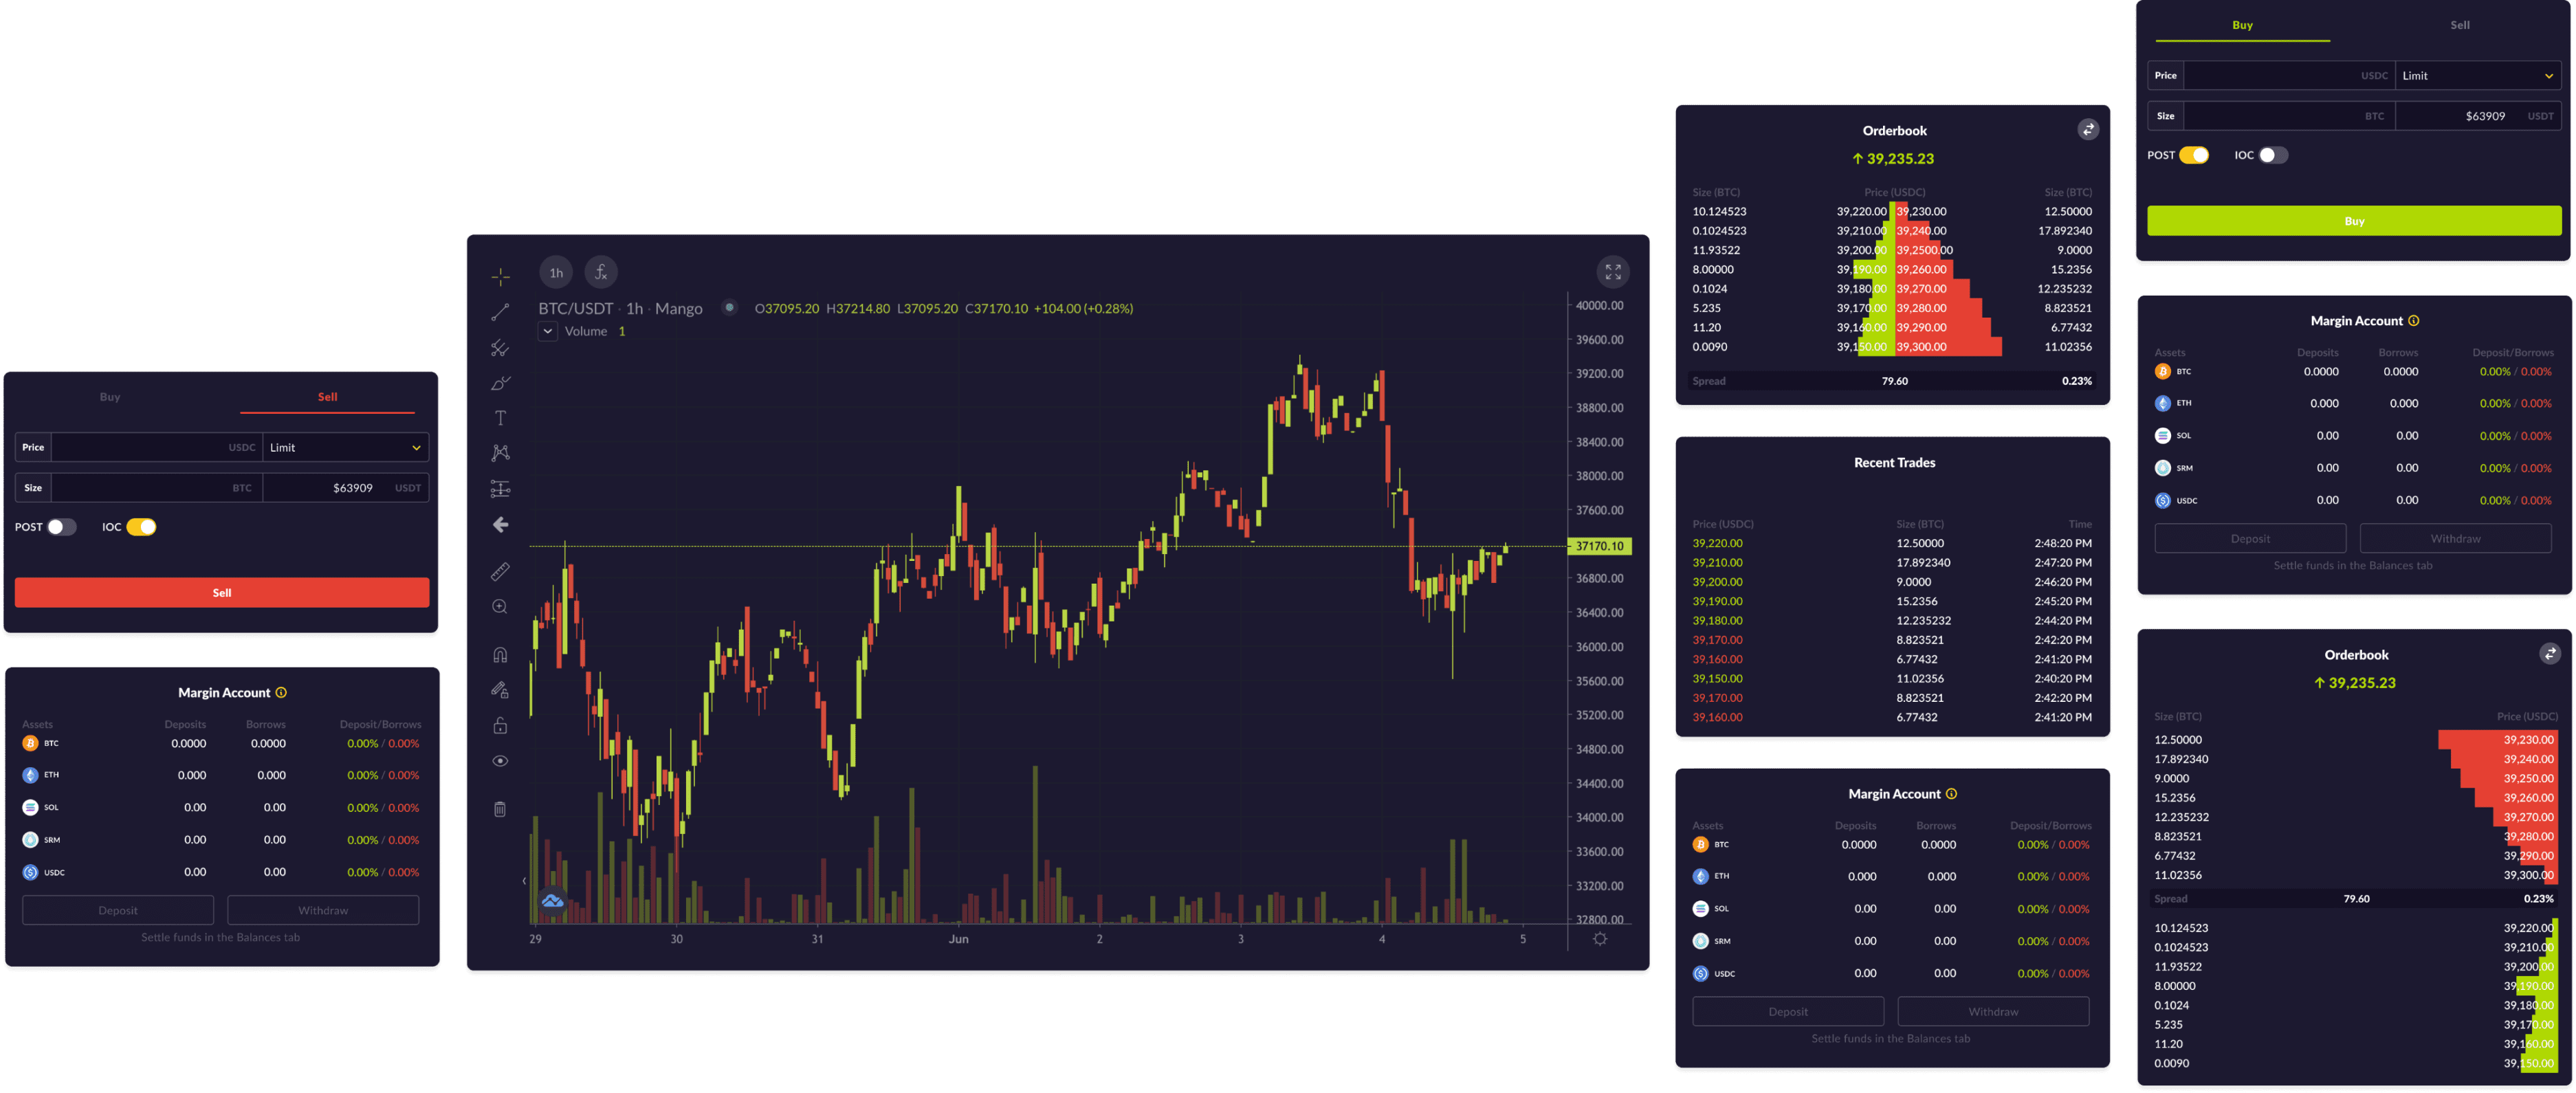 Buy Sell
Price USDC Limit
Size BTC $63909 USDT
POST IOC
Sell
Margin Account
Assets Deposits Borrows Deposit/Borrows
BTC 0.0000 0.0000 0.00% / 0.00%
ETH 0.000 0.000 0.00% / 0.00%
SOL 0.00 0.00 0.00% / 0.00%
SRM 0.00 0.00 0.00% / 0.00%
USDC 0.00 0.00 0.00% / 0.00%
Deposit Withdraw
Settle funds in the Balances tab
1h fx
BTC/USDT · 1h · Mango O37095.20 H37214.80 L37095.20 C37170.10 +104.00 (+0.28%)
Volume 1
40000.00
39600.00
39200.00
38800.00
38400.00
38000.00
37600.00
37170.10
36800.00
36400.00
36000.00
35600.00
35200.00
34800.00
34400.00
34000.00
33600.00
33200.00
32800.00
29 30 31 Jun 2 3 4 5
Orderbook
↑ 39,235.23
Size (BTC) Price (USDC) Size (BTC)
10.124523 39,220.00 39,230.00 12.50000
0.1024523 39,210.00 39,240.00 17.892340
11.93522 39,200.00 39,2500.00 9.0000
8.00000 39,190.00 39,260.00 15.2356
0.1024 39,180.00 39,270.00 12.235232
5.235 39,170.00 39,280.00 8.823521
11.20 39,160.00 39,290.00 6.77432
0.0090 39,150.00 39,300.00 11.02356
Spread 79.60 0.23%
Recent Trades
Price (USDC) Size (BTC) Time
39,220.00 12.50000 2:48:20 PM
39,210.00 17.892340 2:47:20 PM
39,200.00 9.0000 2:46:20 PM
39,190.00 15.2356 2:45:20 PM
39,180.00 12.235232 2:44:20 PM
39,170.00 8.823521 2:42:20 PM
39,160.00 6.77432 2:41:20 PM
39,150.00 11.02356 2:40:20 PM
39,170.00 8.823521 2:42:20 PM
39,160.00 6.77432 2:41:20 PM
Margin Account
Assets Deposits Borrows Deposit/Borrows
BTC 0.0000 0.0000 0.00% / 0.00%
ETH 0.000 0.000 0.00% / 0.00%
SOL 0.00 0.00 0.00% / 0.00%
SRM 0.00 0.00 0.00% / 0.00%
USDC 0.00 0.00 0.00% / 0.00%
Deposit Withdraw
Settle funds in the Balances tab
Buy Sell
Price USDC Limit
Size BTC $63909 USDT
POST IOC
Buy
Margin Account
Assets Deposits Borrows Deposit/Borrows
BTC 0.0000 0.0000 0.00% / 0.00%
ETH 0.000 0.000 0.00% / 0.00%
SOL 0.00 0.00 0.00% / 0.00%
SRM 0.00 0.00 0.00% / 0.00%
USDC 0.00 0.00 0.00% / 0.00%
Deposit Withdraw
Settle funds in the Balances tab
Orderbook
↑ 39,235.23
Size (BTC) Price (USDC)
12.50000 39,230.00
17.892340 39,240.00
9.0000 39,250.00
15.2356 39,260.00
12.235232 39,270.00
8.823521 39,280.00
6.77432 39,290.00
11.02356 39,300.00
Spread 79.60 0.23%
10.124523 39,220.00
0.1024523 39,210.00
11.93522 39,200.00
8.00000 39,190.00
0.1024 39,180.00
5.235 39,170.00
11.20 39,160.00
0.0090 39,150.00